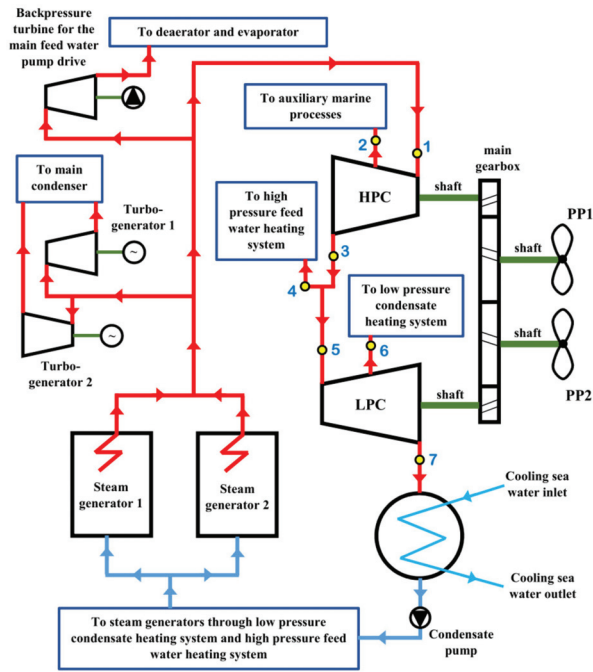 Backpressure
turbine for the
main feed water
pump drive
To deaerator and evaporator
To auxiliary marine
processes
2
1
main
gearbox
To main
condenser
Turbo-
generator 1
~
To high
pressure feed
water heating
system
HPC
shaft
PP1
shaft
3
4
To low pressure
condensate
heating system
~
Turbo-
generator 2
5
6
shaft
PP2
LPC
shaft
7
Steam
generator 1
Steam
generator 2
Cooling sea
water inlet
Cooling sea
water outlet
To steam generators through low pressure
condensate heating system and high pressure feed
water heating system
Condensate
pump